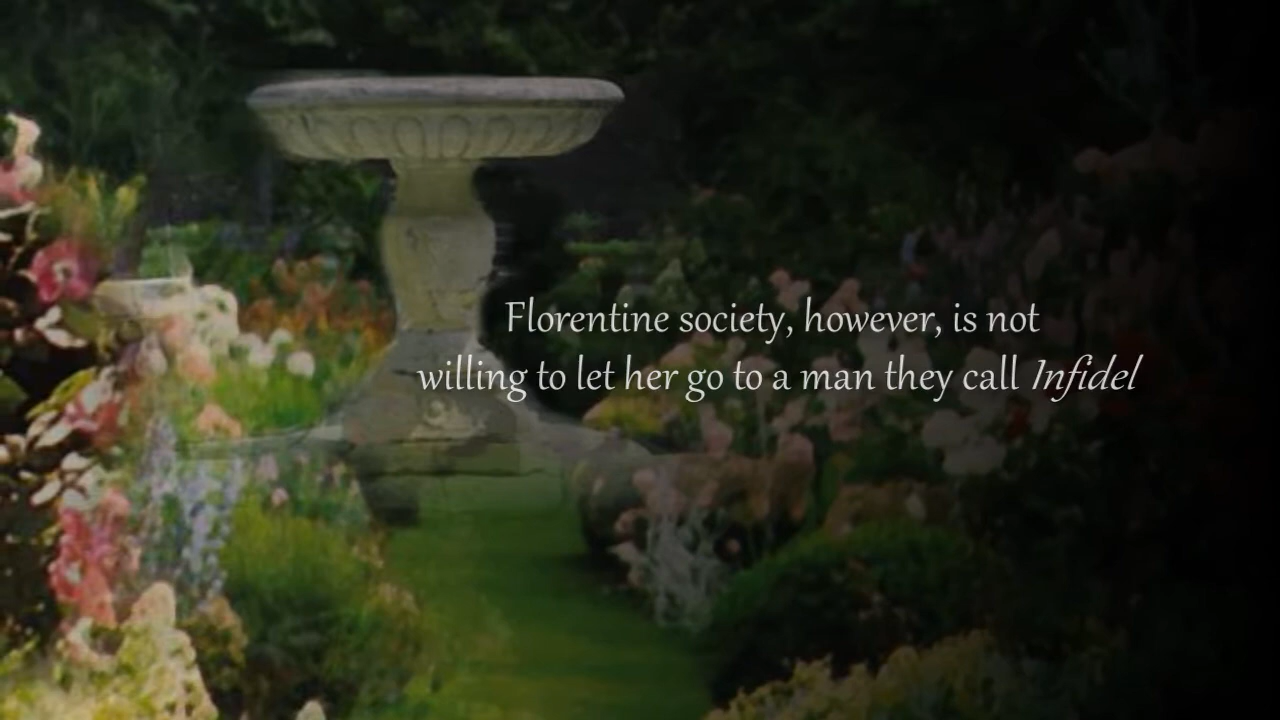 Florentine society, however, is not
willing to let her go to a man they call Infidel